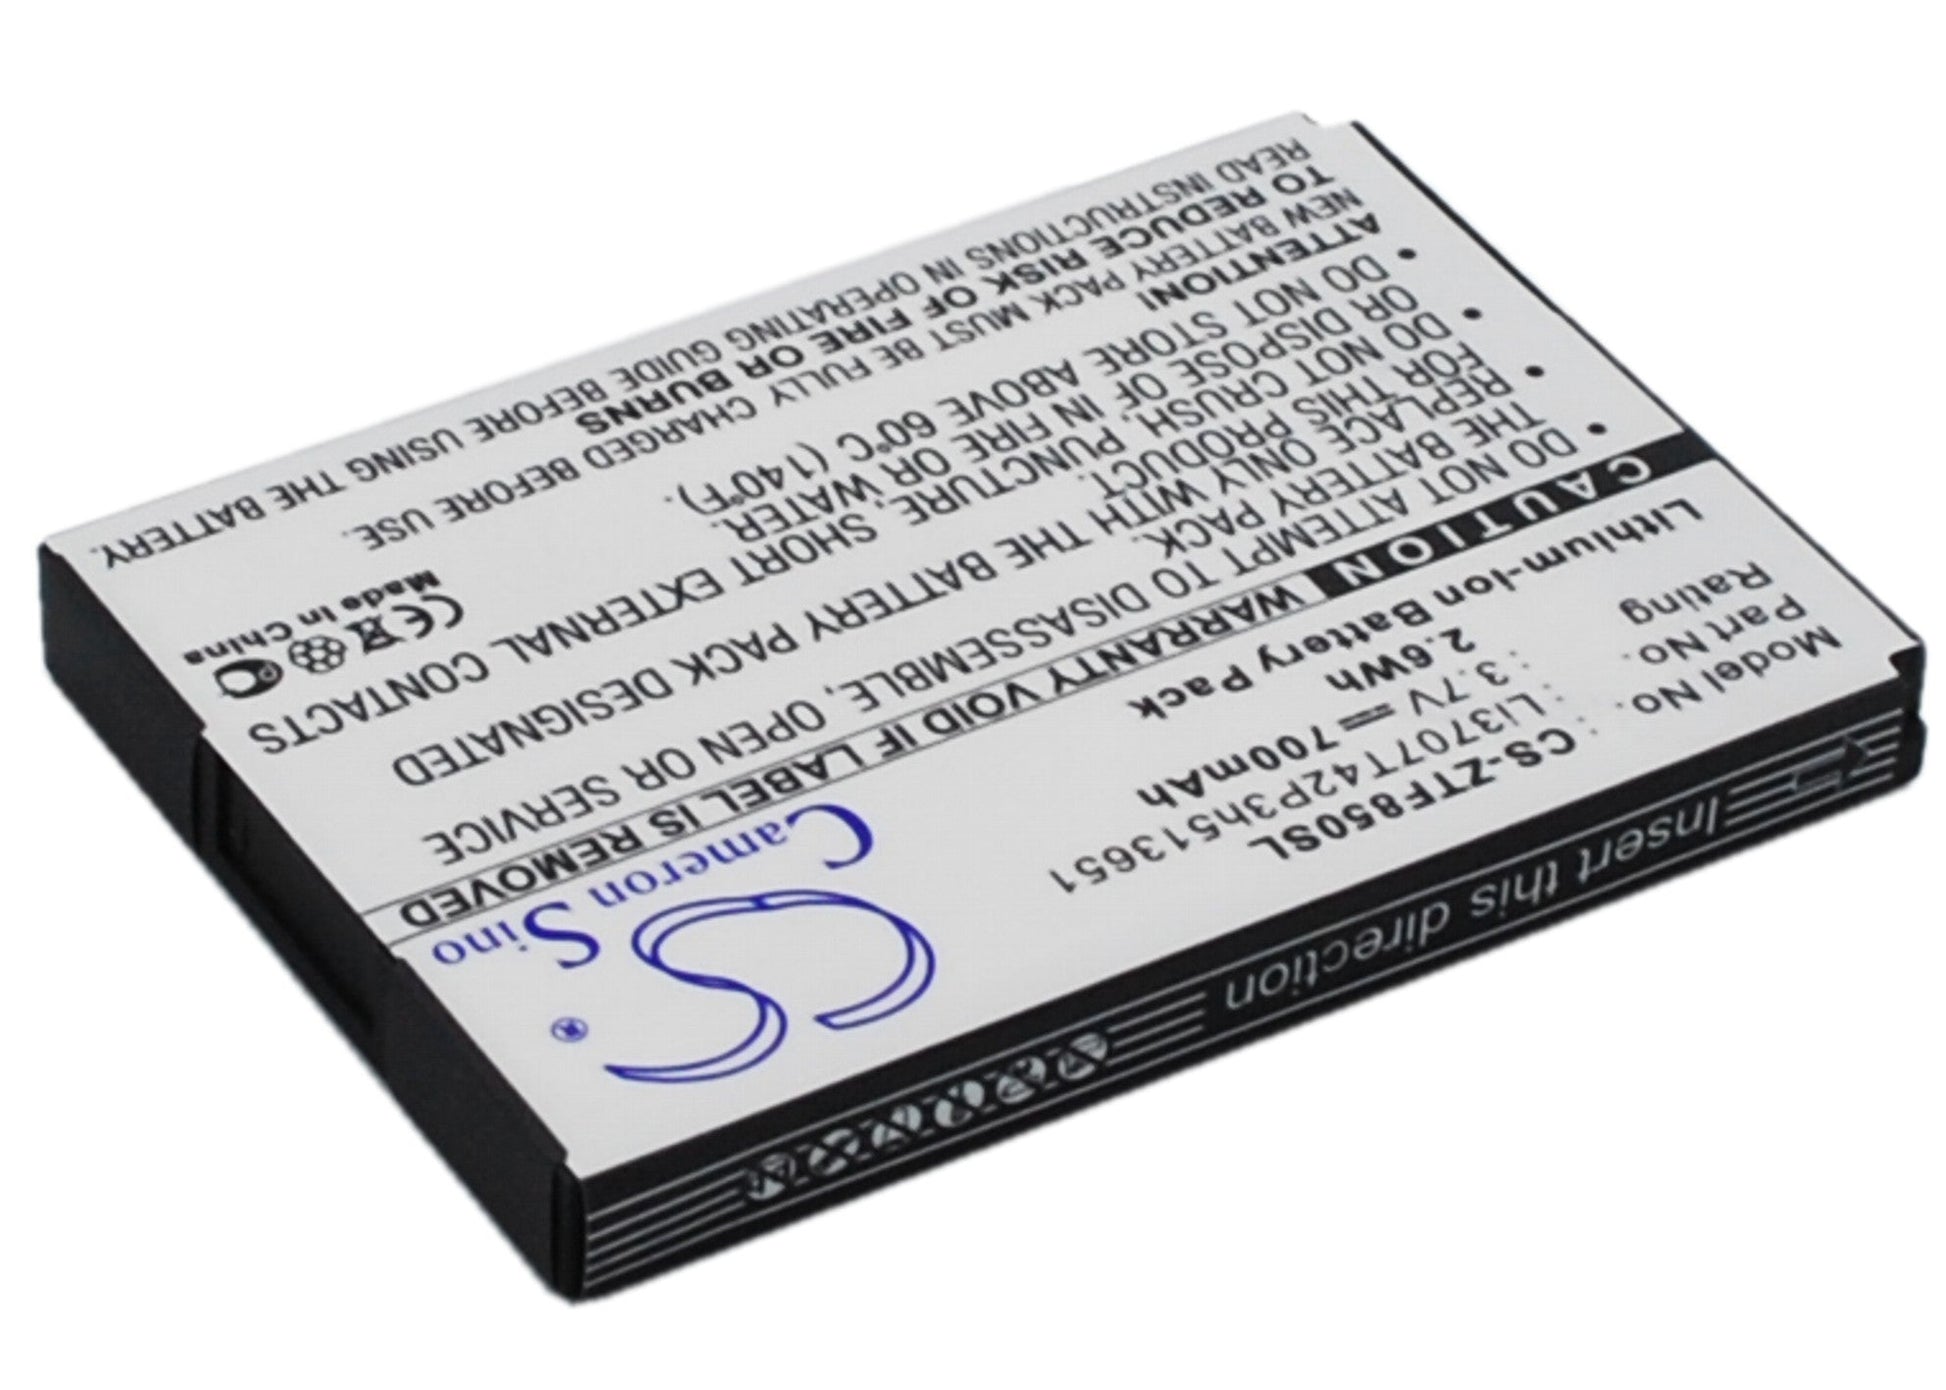 Model No. : CS-ZTF850SL
Part No. : Li3707T42P3h513651
Rating : 3.7V 700mAh
2.6Wh
Lithium-Ion Battery Pack
CAUTION WARRANTY VOID IF LABEL IS REMOVED
• DO NOT ATTEMPT TO DISASSEMBLE, OPEN OR SERVICE
THE BATTERY PACK.
• REPLACE ONLY WITH THE BATTERY PACK DESIGNATED
FOR THIS PRODUCT.
• DO NOT CRUSH, PUNCTURE, SHORT EXTERNAL CONTACTS
OR DISPOSE OF IN FIRE OR WATER.
• DO NOT STORE ABOVE 60°C (140°F).
ATTENTION!
NEW BATTERY PACK MUST BE FULLY CHARGED BEFORE USE.
TO REDUCE RISK OF FIRE OR BURNS
READ INSTRUCTIONS IN OPERATING GUIDE BEFORE USING THE BATTERY.
CS ®
Cameron Sino
CE
Made in China
Insert this direction